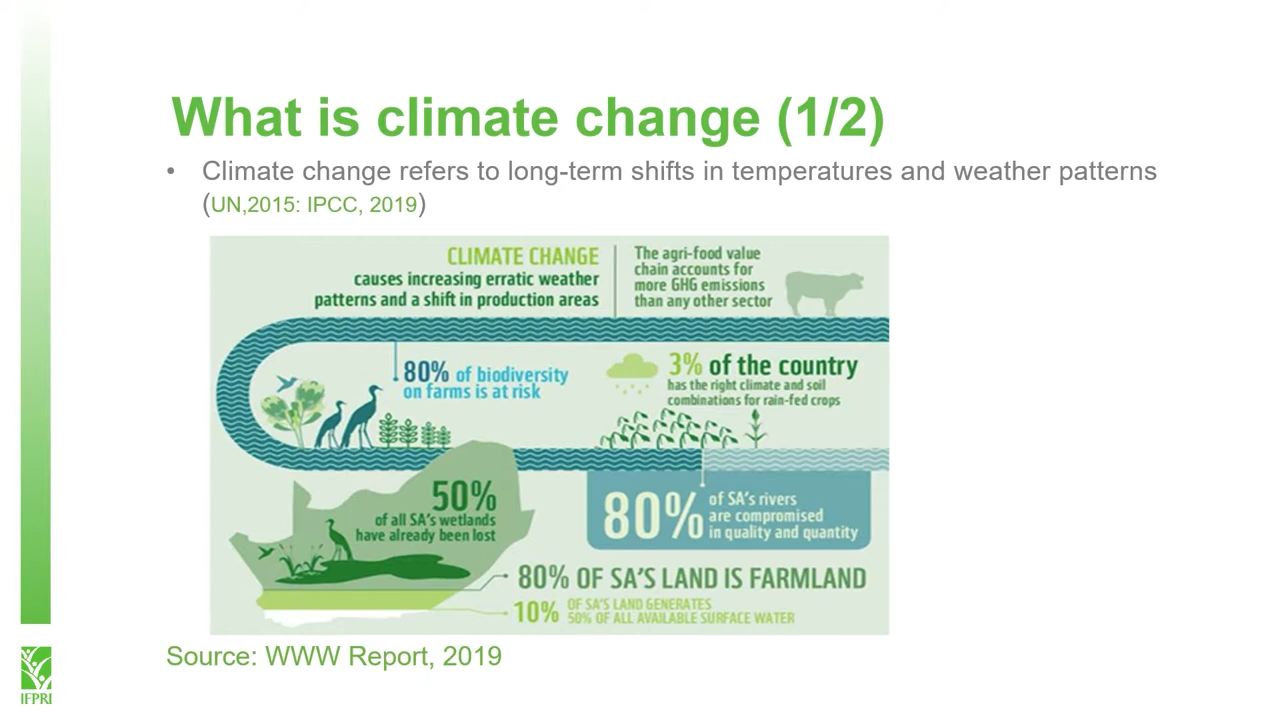 What is climate change (1/2)
• Climate change refers to long-term shifts in temperatures and weather patterns
(UN,2015: IPCC, 2019)
CLIMATE CHANGE
causes increasing erratic weather
patterns and a shift in production areas
The agri-food value
chain accounts for
more GHG emissions
than any other sector
80% of biodiversity
on farms is at risk
3% of the country
has the right climate and soil
combinations for rain-fed crops
50%
of all SA's wetlands
have already been lost
80%
of SA's rivers
are compromised
in quality and quantity
80% OF SA'S LAND IS FARMLAND
10%
OF SA'S LAND GENERATES
50% OF ALL AVAILABLE SURFACE WATER
Source: WWW Report, 2019
IFPRI